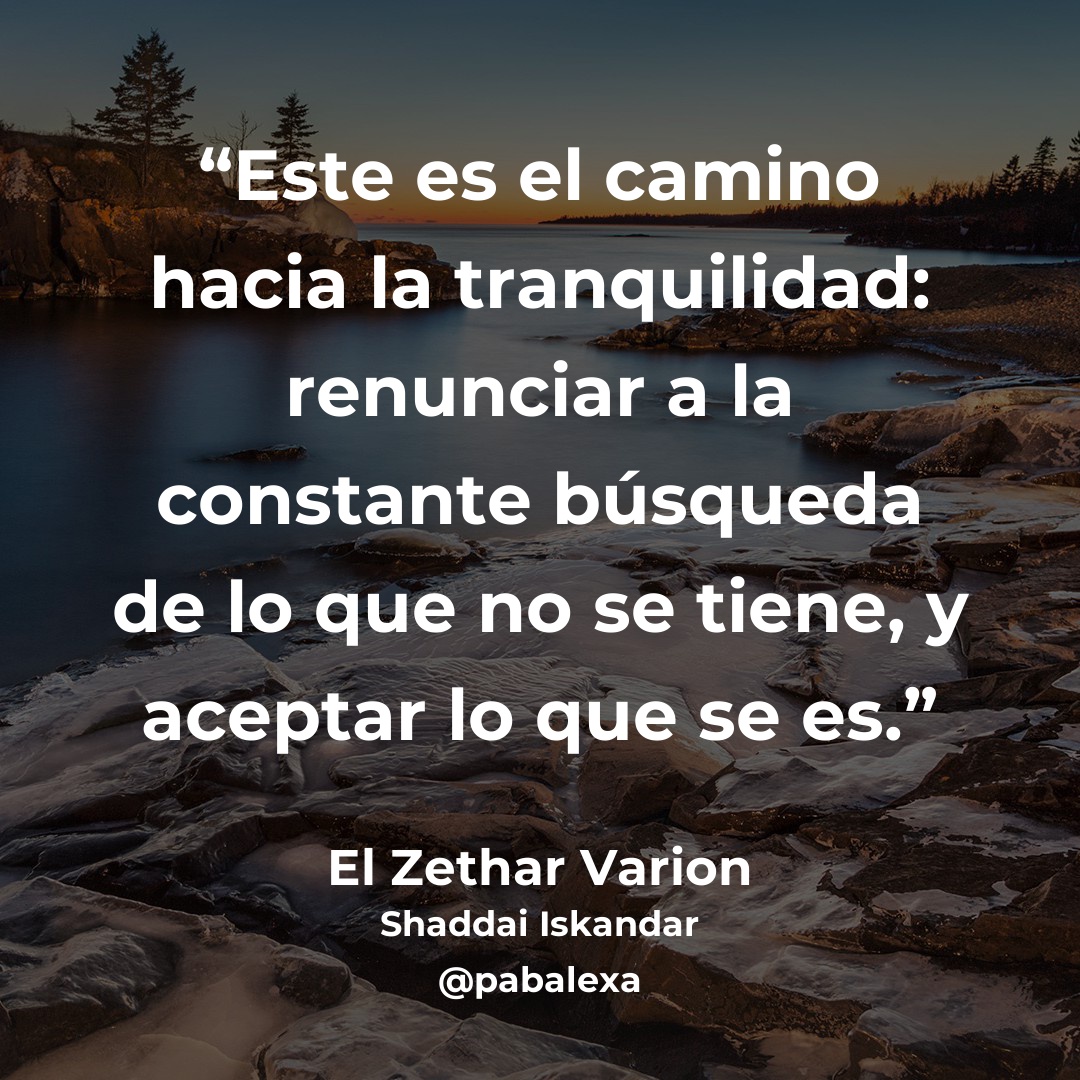 “Este es el camino
hacia la tranquilidad:
renunciar a la
constante búsqueda
de lo que no se tiene, y
aceptar lo que se es.”
El Zethar Varion
Shaddai Iskandar
@pabalexa